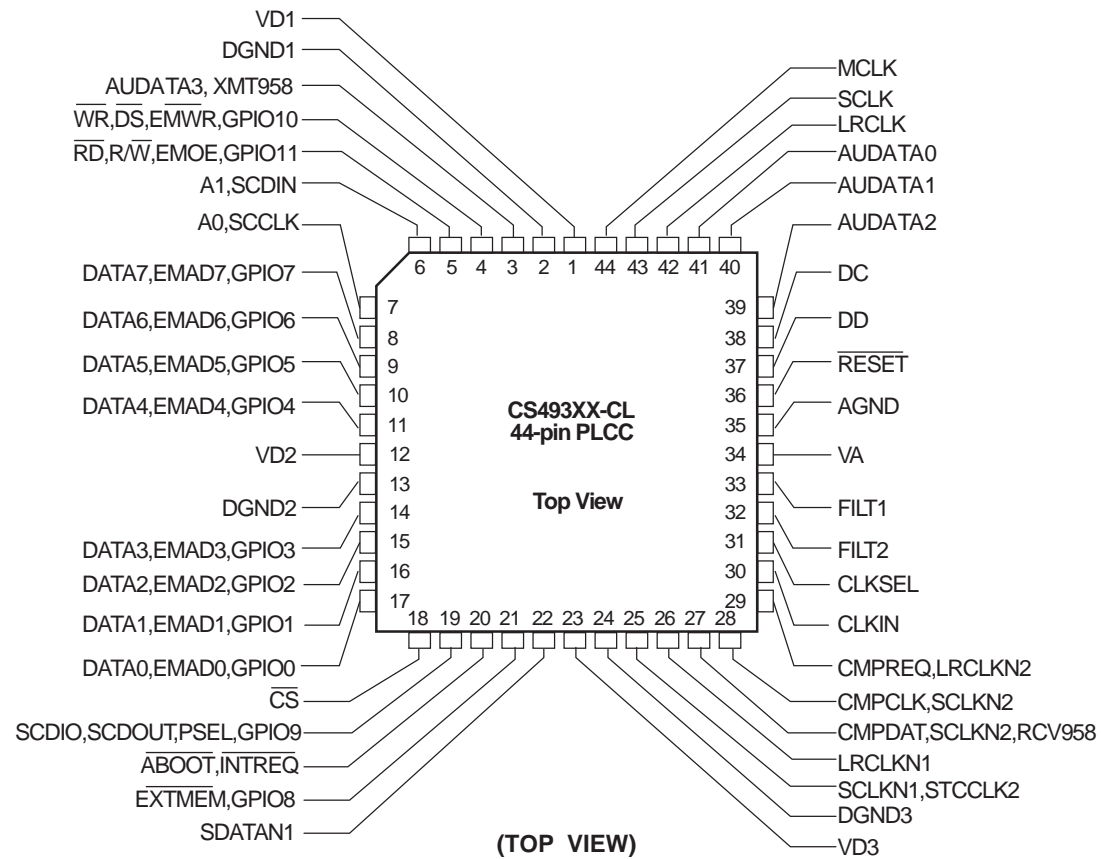 VD1
DGND1
AUDATA3, XMT958
WR,DS,EMWR,GPIO10
RD,R/W,EMOE,GPIO11
A1,SCDIN
A0,SCCLK
DATA7,EMAD7,GPIO7
DATA6,EMAD6,GPIO6
DATA5,EMAD5,GPIO5
DATA4,EMAD4,GPIO4
VD2
DGND2
DATA3,EMAD3,GPIO3
DATA2,EMAD2,GPIO2
DATA1,EMAD1,GPIO1
DATA0,EMAD0,GPIO0
CS
SCDIO,SCDOUT,PSEL,GPIO9
ABOOT,INTREQ
EXTMEM,GPIO8
SDATAN1
6 5 4 3 2 1 44 43 42 41 40
7
8
9
10
11
12
13
14
15
16
17
CS493XX-CL
44-pin PLCC
Top View
39
38
37
36
35
34
33
32
31
30
29
18 19 20 21 22 23 24 25 26 27 28
MCLK
SCLK
LRCLK
AUDATA0
AUDATA1
AUDATA2
DC
DD
RESET
AGND
VA
FILT1
FILT2
CLKSEL
CLKIN
CMPREQ,LRCLKN2
CMPCLK,SCLKN2
CMPDAT,SCLKN2,RCV958
LRCLKN1
SCLKN1,STCCLK2
DGND3
VD3
(TOP VIEW)